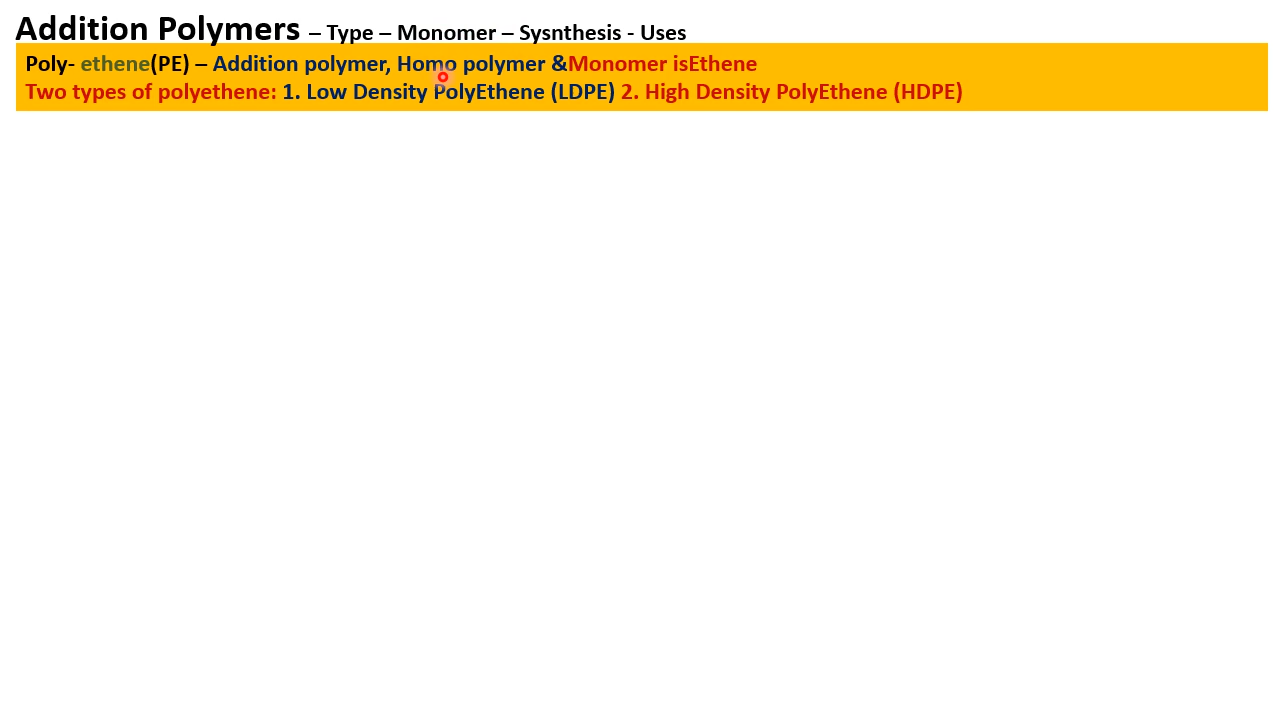 Addition Polymers – Type – Monomer – Sysnthesis - Uses
Poly- ethene(PE) – Addition polymer, Homo polymer &Monomer isEthene
Two types of polyethene: 1. Low Density PolyEthene (LDPE) 2. High Density PolyEthene (HDPE)